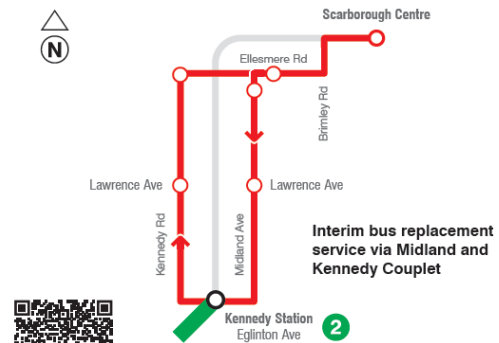 Scarborough Centre
N
Ellesmere Rd
Brimley Rd
Lawrence Ave
Lawrence Ave
Kennedy Rd
Midland Ave
Interim bus replacement
service via Midland and
Kennedy Couplet
Kennedy Station
Eglinton Ave
2